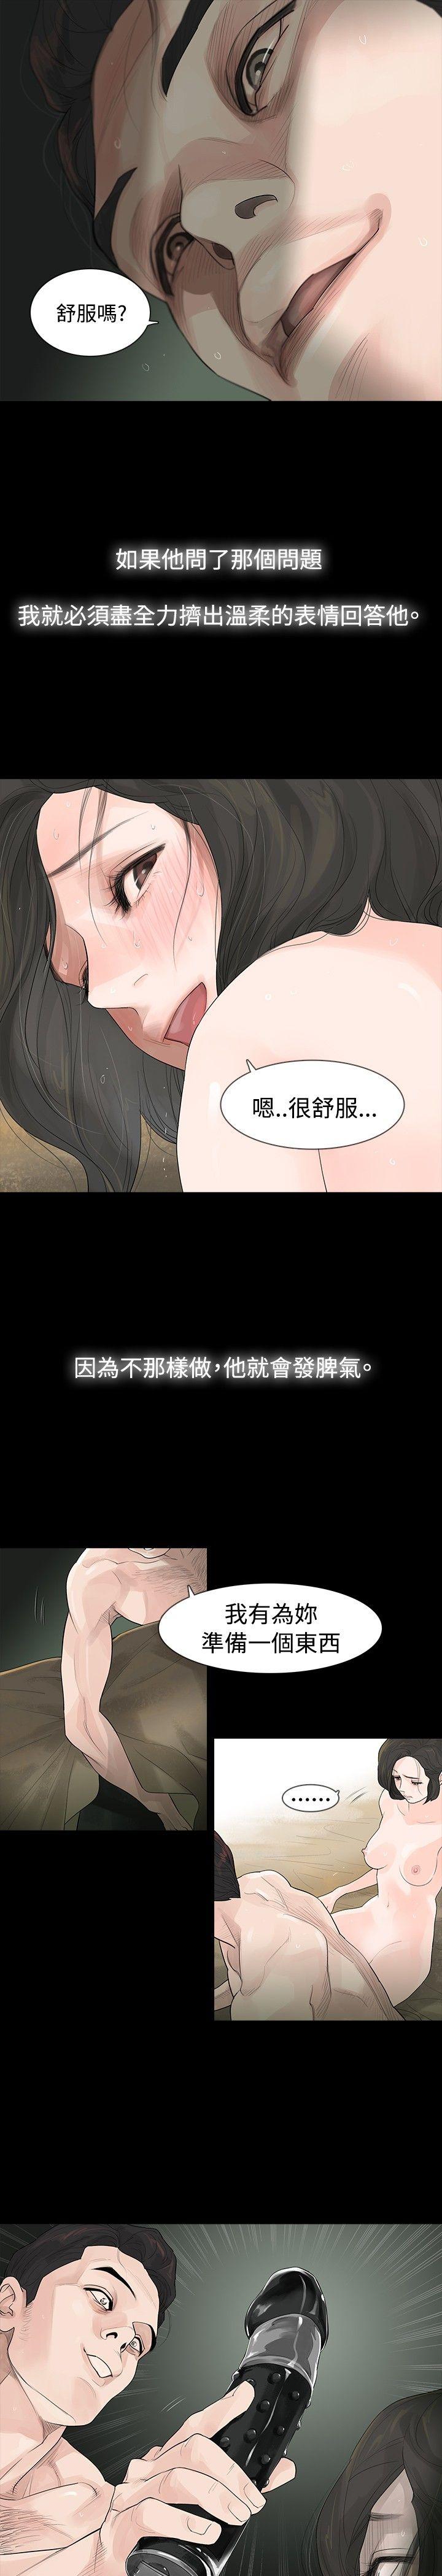 舒服嗎?
如果他問了那個問題
我就必須盡全力擠出溫柔的表情回答他。
嗯..很舒服...
因為不那樣做,他就會發脾氣。
我有為妳
準備一個東西
......